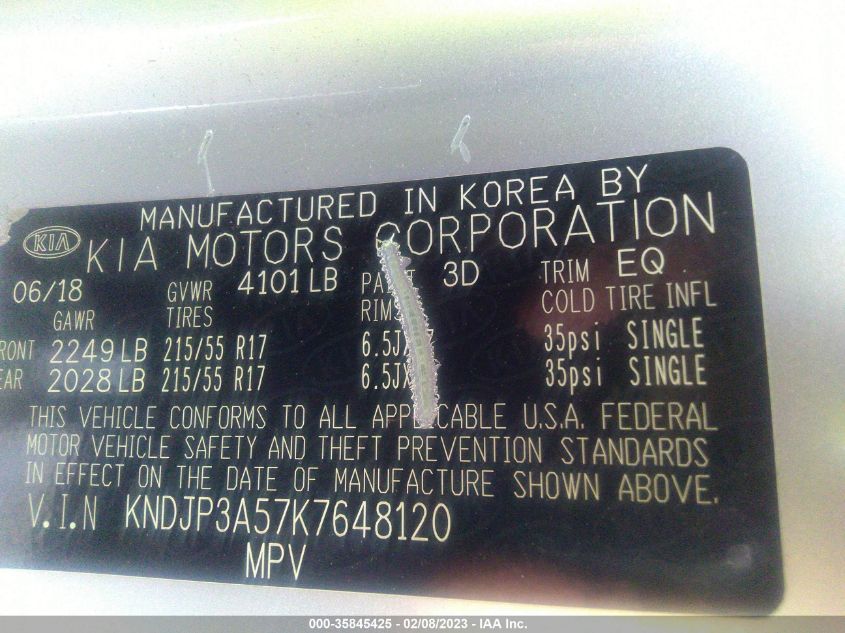 MANUFACTURED IN KOREA BY
KIA KIA MOTORS CORPORATION
06/18 GVWR 4101 LB 3D TRIM EQ
GAWR TIRES COLD TIRE INFL
2249 LB 215/55 R17 35psi SINGLE
2028 LB 215/55 R17 35psi SINGLE
THIS VEHICLE CONFORMS TO ALL U.S.A. FEDERAL
MOTOR VEHICLE SAFETY AND THEFT PREVENTION STANDARDS
IN EFFECT ON THE DATE OF MANUFACTURE SHOWN ABOVE.
V.I.N KNDJP3A57K7648120
MPV
000-35845425 - 02/08/2023 - IAA Inc.